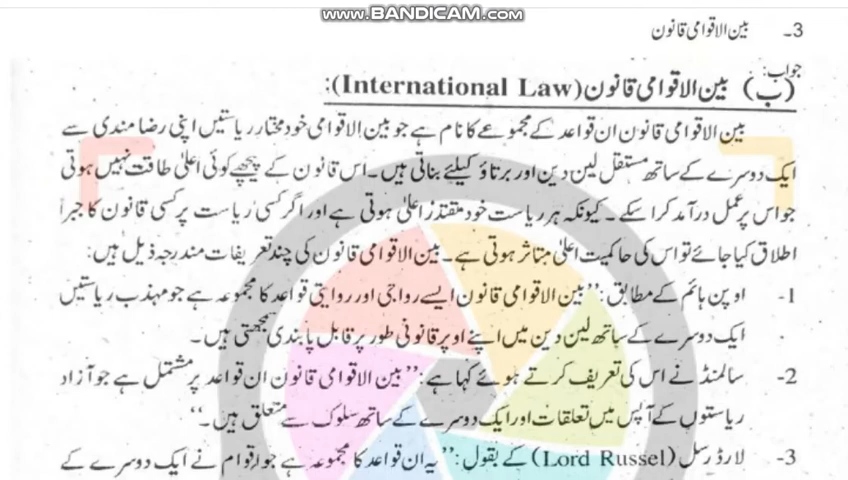 www.BANDICAM.com
3۔ بین الاقوامی قانون
جواب:
(ب) بین الاقوامی قانون (International Law):
بین الاقوامی قانون ان قواعد کے مجموعے کا نام ہے جو بین الاقوامی خود مختار ریاستیں اپنی رضا مندی سے
ایک دوسرے کے ساتھ مستقل لین دین اور برتاؤ کیلئے بناتی ہیں۔ اس قانون کے پیچھے کوئی اعلیٰ طاقت نہیں ہوتی
جو اس پر عمل درآمد کرا سکے۔ کیونکہ ہر ریاست خود مقتدر اعلیٰ ہوتی ہے اور اگر کسی ریاست پر کسی قانون کا جبراً
اطلاق کیا جائے تو اس کی حاکمیت اعلیٰ متاثر ہوتی ہے۔ بین الاقوامی قانون کی چند تعریفات مندرجہ ذیل ہیں:
1- اوپن ہائم کے مطابق: ’’بین الاقوامی قانون ایسے رواجی اور روایتی قواعد کا مجموعہ ہے جو مہذب ریاستیں
ایک دوسرے کے ساتھ لین دین میں اپنے اوپر قانونی طور پر قابل پابندی سمجھتی ہیں۔
2- سالمنڈ نے اس کی تعریف کرتے ہوئے کہا ہے: ’’بین الاقوامی قانون ان قواعد پر مشتمل ہے جو آزاد
ریاستوں کے آپس میں تعلقات اور ایک دوسرے کے ساتھ سلوک سے متعلق ہیں۔‘‘
3- لارڈ رسل (Lord Russel) کے بقول: ’’یہ ان قواعد کا مجموعہ ہے جو اقوام نے ایک دوسرے کے